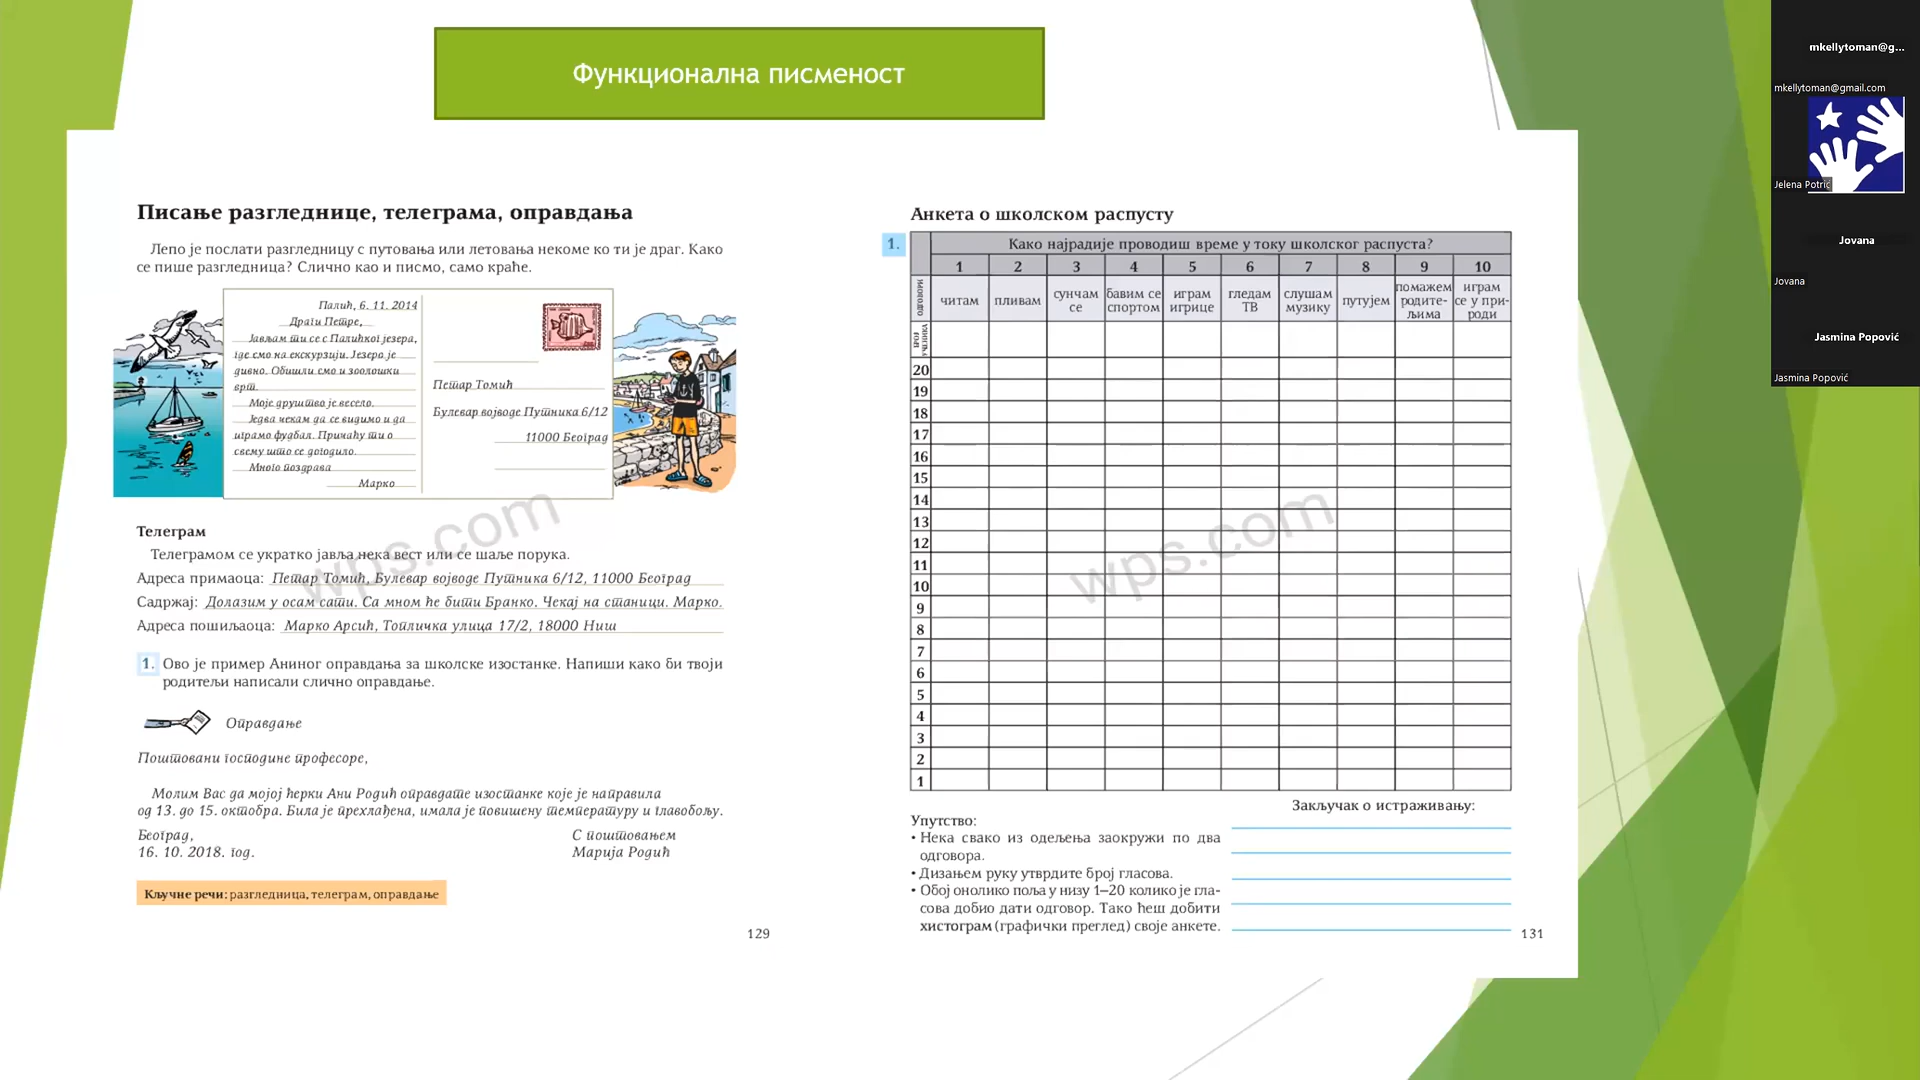 Функционална писменост
Писање разгледнице, телеграма, оправдања
Лепо је послати разгледницу с путовања или летовања некоме ко ти је драг. Како
се пише разгледница? Слично као и писмо, само краће.
Палић, 6. 11. 2014
Драги Петре,
Јављам ти се с Палићког језера,
где смо на екскурзији. Језеро је
дивно. Обишли смо и зоолошки
врт.
Моје друштво је весело.
Једва чекам да се видимо и да
играмо фудбал. Причаћу ти о
свему што се догодило.
Много поздрава
Марко
Петар Томић
Булевар војводе Путника 6/12
11000 Београд
Телеграм
Телеграмом се укратко јавља нека вест или се шаље порука.
Адреса примаоца: Петар Томић, Булевар војводе Путника 6/12, 11000 Београд
Садржај: Долазим у осам сати. Са мном ће бити Бранко. Чекај на станици. Марко.
Адреса пошиљаоца: Марко Арсић, Топличка улица 17/2, 18000 Ниш
1. Ово је пример Аниног оправдања за школске изостанке. Напиши како би твоји
родитељи написали слично оправдање.
Оправдање
Поштовани господине професоре,
Молим Вас да мојој ћерки Ани Родић оправдате изостанке које је направила
од 13. до 15. октобра. Била је прехлађена, имала је повишену температуру и главобољу.
Београд,
16. 10. 2018. год.
С поштовањем
Марија Родић
Кључне речи: разгледница, телеграм, оправдање
129
wps.com
Анкета о школском распусту
1.
Како најрадије проводиш време у току школског распуста?
1 2 3 4 5 6 7 8 9 10
ОДГОВОРИ
читам
пливам
сунчам
се
бавим се
спортом
играм
игрице
гледам
ТВ
слушам
музику
путујем
помажем
родите-
љима
играм
се у при-
роди
БРОЈ
УЧЕНИКА
20
19
18
17
16
15
14
13
12
11
10
9
8
7
6
5
4
3
2
1
wps.com
Упутство:
• Нека свако из одељења заокружи по два
одговора.
• Дизањем руку утврдите број гласова.
• Обој онолико поља у низу 1–20 колико је гла-
сова добио дати одговор. Тако ћеш добити
хистограм (графички преглед) своје анкете.
Закључак о истраживању:
131
mkellytoman@g...
mkellytoman@gmail.com
Jelena Potrić
Jovana
Jovana
Jasmina Popović
Jasmina Popović